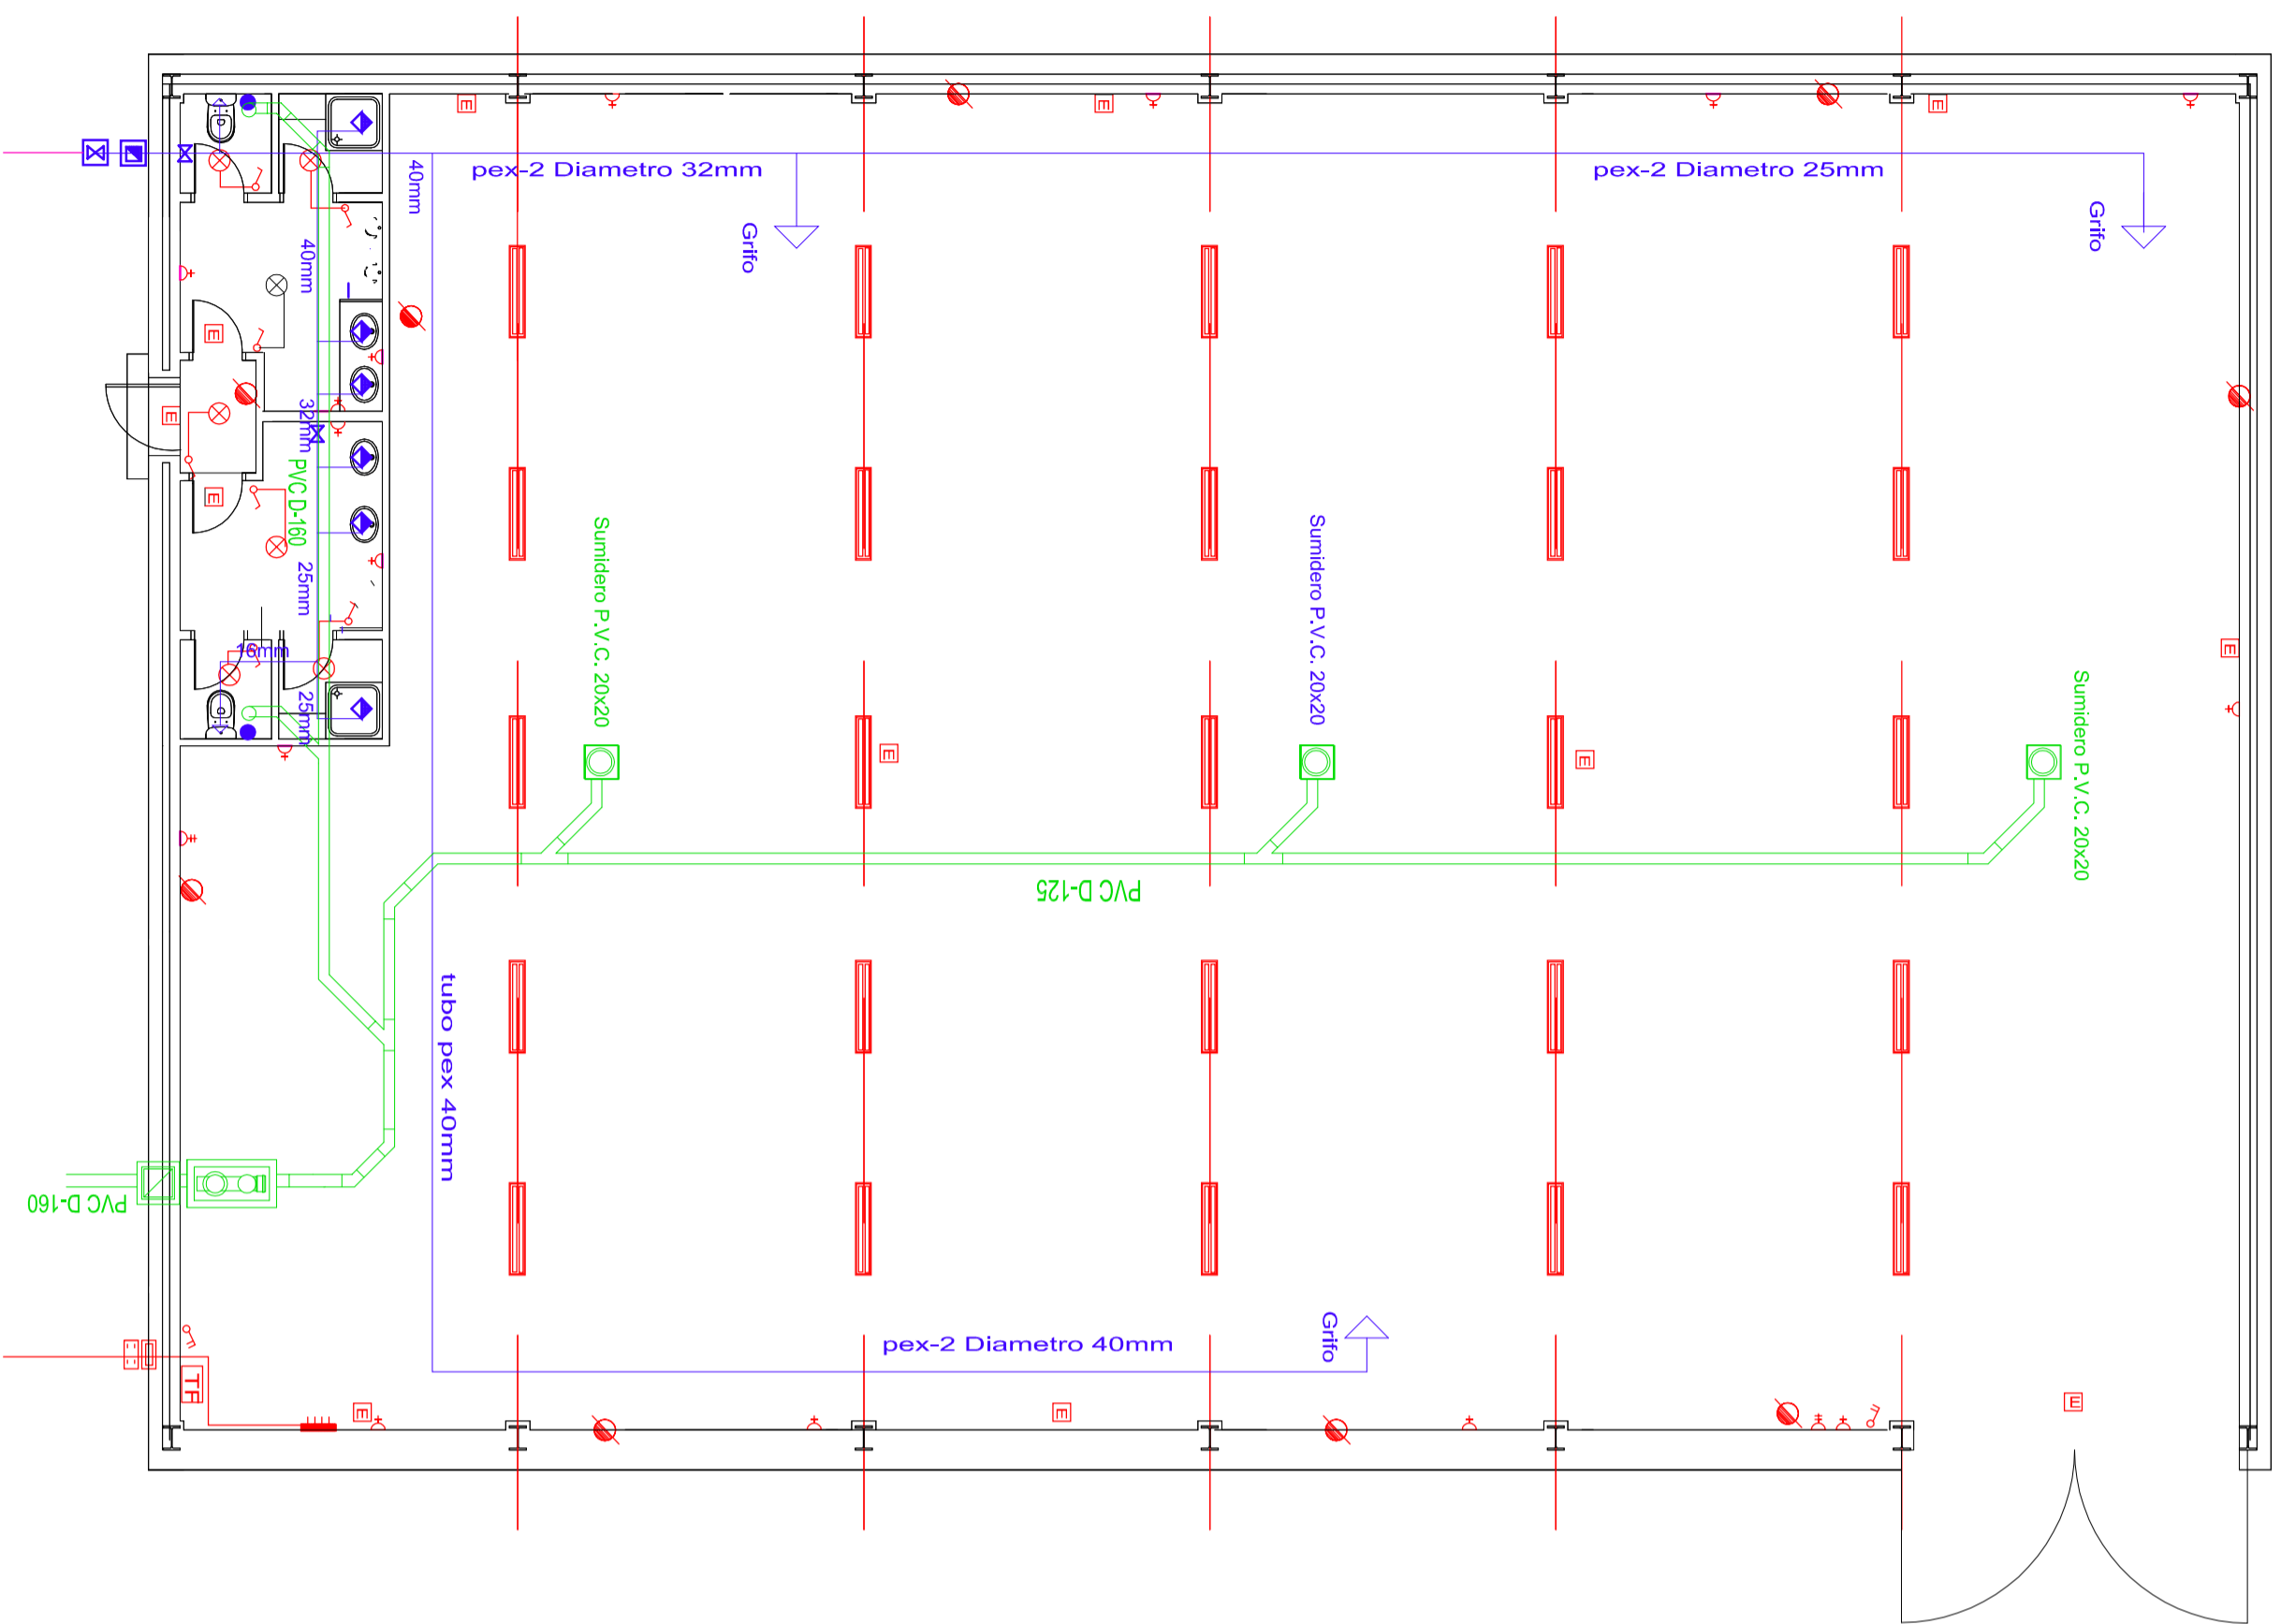 E
E
E
pex-2 Diametro 32mm
pex-2 Diametro 25mm
40mm
Grifo
Grifo
40mm
E
E
32mm
PVC D-160
E
25mm
16mm
25mm
Sumidero P.V.C. 20x20
Sumidero P.V.C. 20x20
Sumidero P.V.C. 20x20
E
E
E
PVC D-125
tubo pex 40mm
PVC D-160
pex-2 Diametro 40mm
Grifo
TF
E
E
E